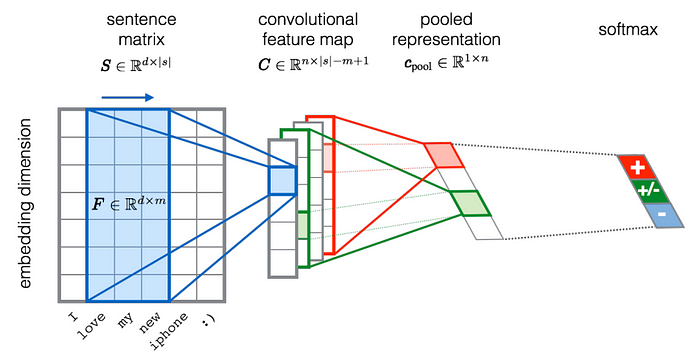 sentence
matrix
S ∈ ℝ^{d×|s|}
convolutional
feature map
C ∈ ℝ^{n×|s|−m+1}
pooled
representation
c_pool ∈ ℝ^{1×n}
softmax
embedding dimension
F ∈ ℝ^{d×m}
I
love
my
new
iphone
:)
+
+/-
-